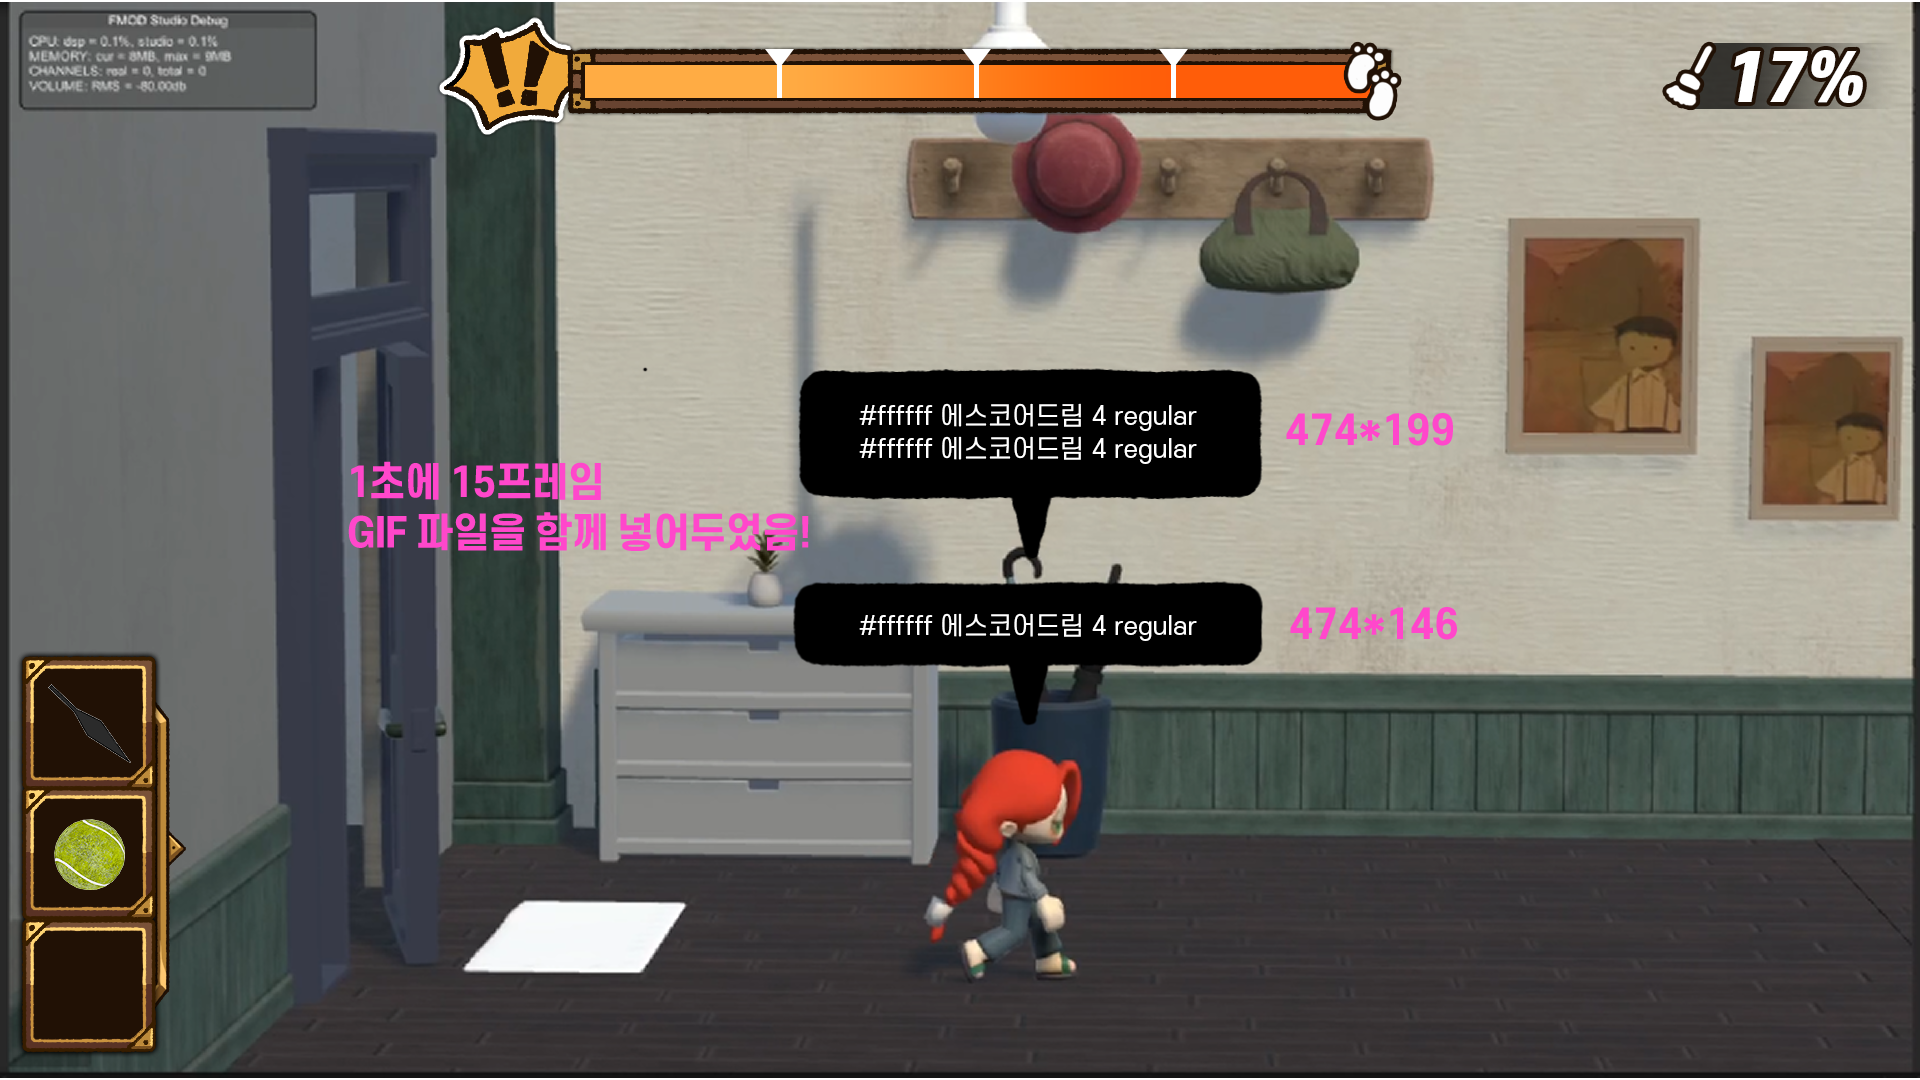 FMOD Studio Debug
CPU: dsp = 0.1%, studio = 0.1%
MEMORY: cur = 8MB, max = 9MB
CHANNELS: real = 0, total = 0
VOLUME: RMS = -80.00db
!!
17%
#ffffff 에스코어드림 4 regular
#ffffff 에스코어드림 4 regular
474*199
1초에 15프레임
GIF 파일을 함께 넣어두었음!
#ffffff 에스코어드림 4 regular
474*146